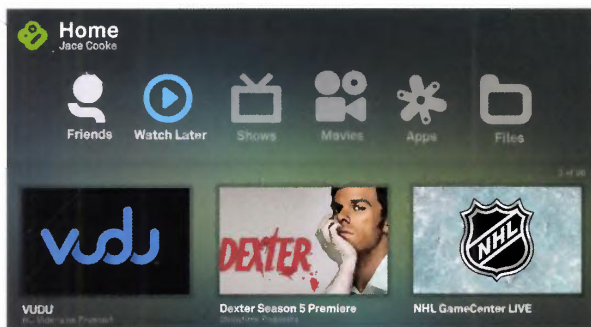 Home
Jace Cooke
Friends
Watch Later
Shows
Movies
Apps
Files
vudu
DEXTER
NHL
VUDU
Dexter Season 5 Premiere
NHL GameCenter LIVE